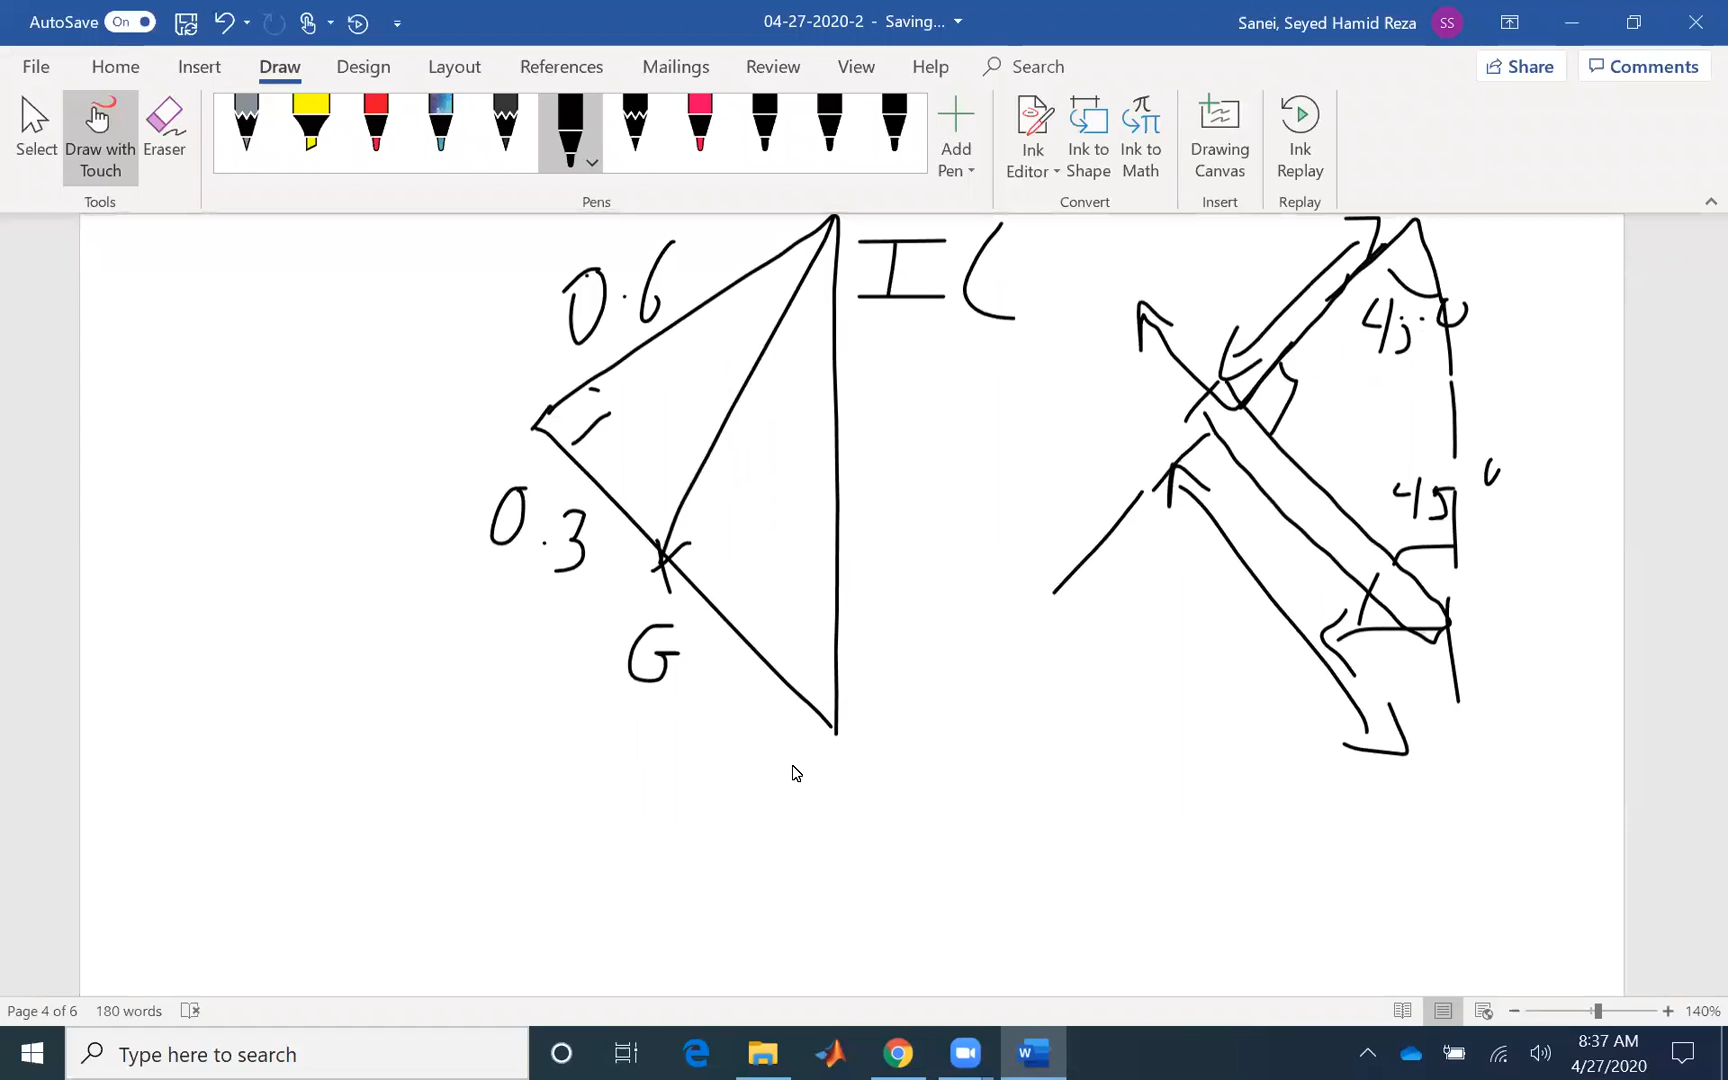 AutoSave On 04-27-2020-2 - Saving... Sanei, Seyed Hamid Reza SS
File Home Insert Draw Design Layout References Mailings Review View Help Search Share Comments
Select Draw with Touch Eraser Add Pen Ink Editor Ink to Shape Ink to Math Drawing Canvas Ink Replay
Tools Pens Convert Insert Replay
0.6
IC
45
45
0.3
G
Page 4 of 6 180 words 140%
Type here to search
8:37 AM
4/27/2020